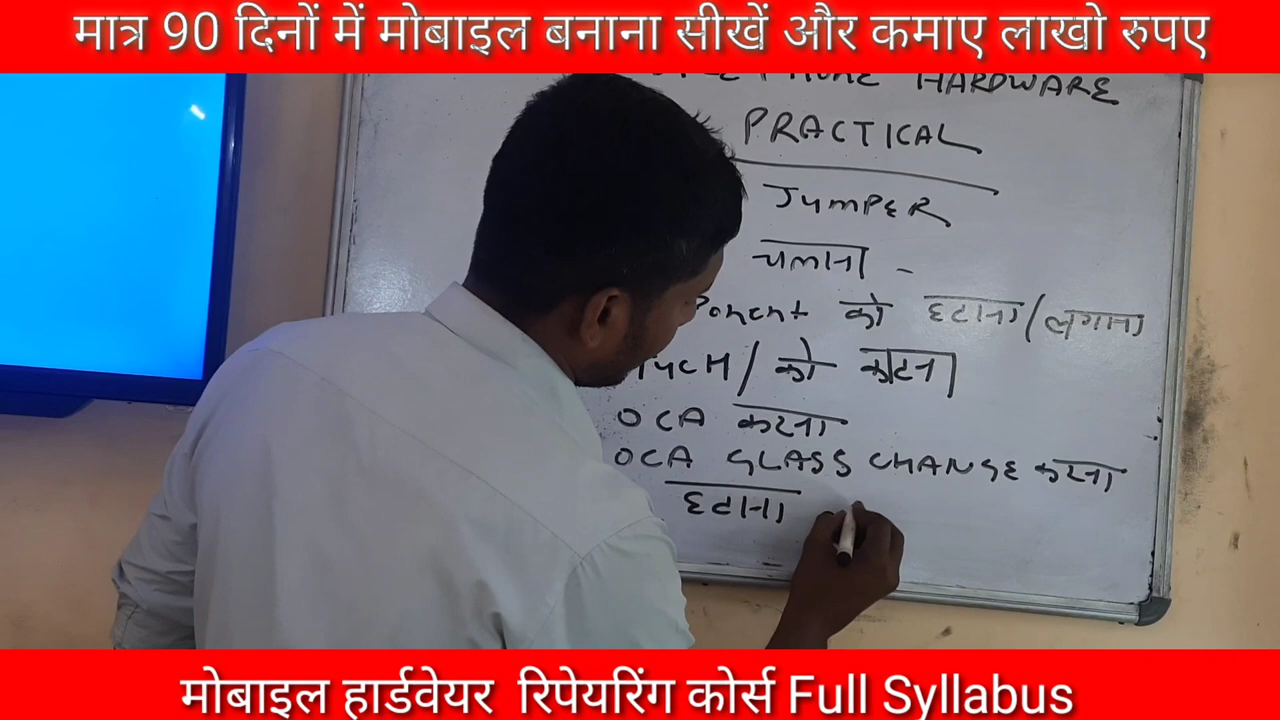 मात्र 90 दिनों में मोबाइल बनाना सीखें और कमाए लाखो रुपए
HARDWARE
PRACTICAL
JUMPER
चलाना -
Ponent को हटाना/लगाना
को काटना
OCA करना
OCA GLASS CHANGE करना
हटाना
मोबाइल हार्डवेयर रिपेयरिंग कोर्स Full Syllabus